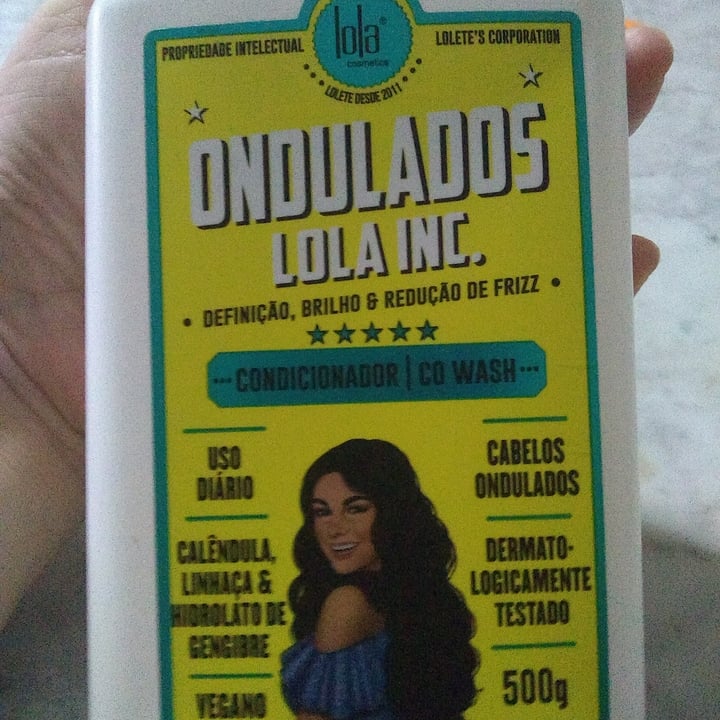 PROPRIEDADE INTELECTUAL
lola®
cosmetics
LOLETE'S CORPORATION
LOLETE DESDE 2011
ONDULADOS
LOLA INC.
• DEFINIÇÃO, BRILHO & REDUÇÃO DE FRIZZ •
CONDICIONADOR | CO WASH
USO
DIÁRIO
CALÊNDULA,
LINHAÇA &
HIDROLATO DE
GENGIBRE
VEGANO
CABELOS
ONDULADOS
DERMATO-
LOGICAMENTE
TESTADO
500g